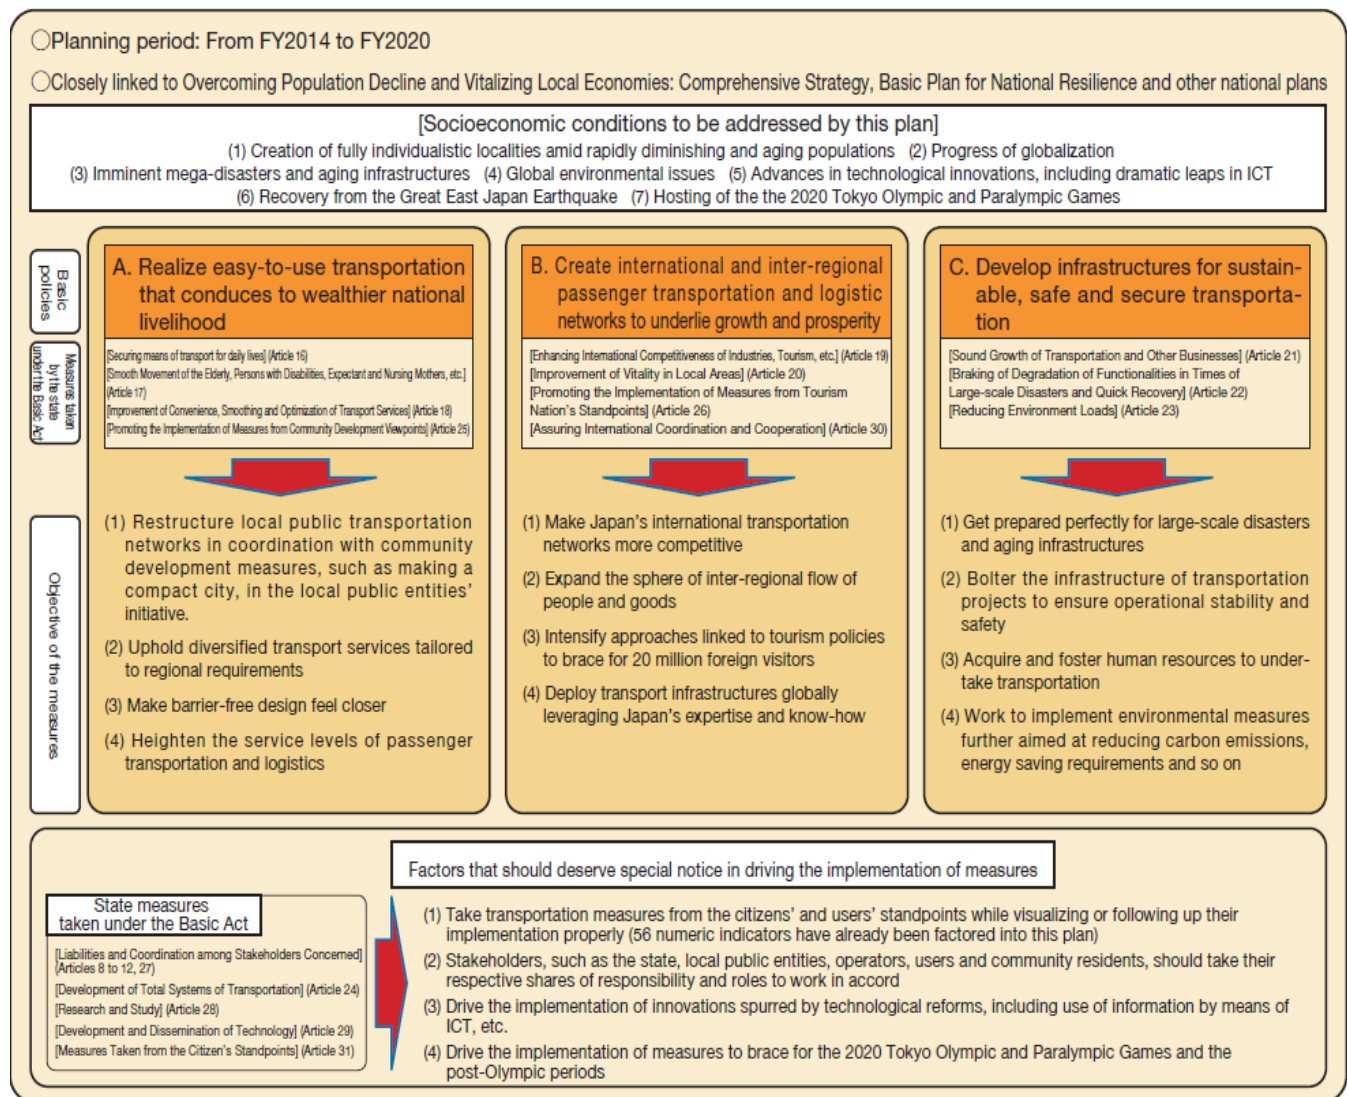 ○Planning period: From FY2014 to FY2020
○Closely linked to Overcoming Population Decline and Vitalizing Local Economies: Comprehensive Strategy, Basic Plan for National Resilience and other national plans
[Socioeconomic conditions to be addressed by this plan]
(1) Creation of fully individualistic localities amid rapidly diminishing and aging populations (2) Progress of globalization
(3) Imminent mega-disasters and aging infrastructures (4) Global environmental issues (5) Advances in technological innovations, including dramatic leaps in ICT
(6) Recovery from the Great East Japan Earthquake (7) Hosting of the the 2020 Tokyo Olympic and Paralympic Games
Basic
policies
A. Realize easy-to-use transportation
that conduces to wealthier national
livelihood
B. Create international and inter-regional
passenger transportation and logistic
networks to underlie growth and prosperity
C. Develop infrastructures for sustain-
able, safe and secure transporta-
tion
Measures taken
by the state
under the Basic Act
[Securing means of transport for daily lives] (Article 16)
[Smooth Movement of the Elderly, Persons with Disabilities, Expectant and Nursing Mothers, etc.]
(Article 17)
[Improvement of Convenience, Smoothing and Optimization of Transport Services] (Article 18)
[Promoting the Implementation of Measures from Community Development Viewpoints] (Article 25)
[Enhancing International Competitiveness of Industries, Tourism, etc.] (Article 19)
[Improvement of Vitality in Local Areas] (Article 20)
[Promoting the Implementation of Measures from Tourism
Nation's Standpoints] (Article 26)
[Assuring International Coordination and Cooperation] (Article 30)
[Sound Growth of Transportation and Other Businesses] (Article 21)
[Braking of Degradation of Functionalities in Times of
Large-scale Disasters and Quick Recovery] (Article 22)
[Reducing Environment Loads] (Article 23)
Objective of the measures
(1) Restructure local public transportation
networks in coordination with community
development measures, such as making a
compact city, in the local public entities'
initiative.
(2) Uphold diversified transport services tailored
to regional requirements
(3) Make barrier-free design feel closer
(4) Heighten the service levels of passenger
transportation and logistics
(1) Make Japan's international transportation
networks more competitive
(2) Expand the sphere of inter-regional flow of
people and goods
(3) Intensify approaches linked to tourism policies
to brace for 20 million foreign visitors
(4) Deploy transport infrastructures globally
leveraging Japan's expertise and know-how
(1) Get prepared perfectly for large-scale disasters
and aging infrastructures
(2) Bolter the infrastructure of transportation
projects to ensure operational stability and
safety
(3) Acquire and foster human resources to under-
take transportation
(4) Work to implement environmental measures
further aimed at reducing carbon emissions,
energy saving requirements and so on
Factors that should deserve special notice in driving the implementation of measures
State measures
taken under the Basic Act
[Liabilities and Coordination among Stakeholders Concerned]
(Articles 8 to 12, 27)
[Development of Total Systems of Transportation] (Article 24)
[Research and Study] (Article 28)
[Development and Dissemination of Technology] (Article 29)
[Measures Taken from the Citizen's Standpoints] (Article 31)
(1) Take transportation measures from the citizens' and users' standpoints while visualizing or following up their
implementation properly (56 numeric indicators have already been factored into this plan)
(2) Stakeholders, such as the state, local public entities, operators, users and community residents, should take their
respective shares of responsibility and roles to work in accord
(3) Drive the implementation of innovations spurred by technological reforms, including use of information by means of
ICT, etc.
(4) Drive the implementation of measures to brace for the 2020 Tokyo Olympic and Paralympic Games and the
post-Olympic periods